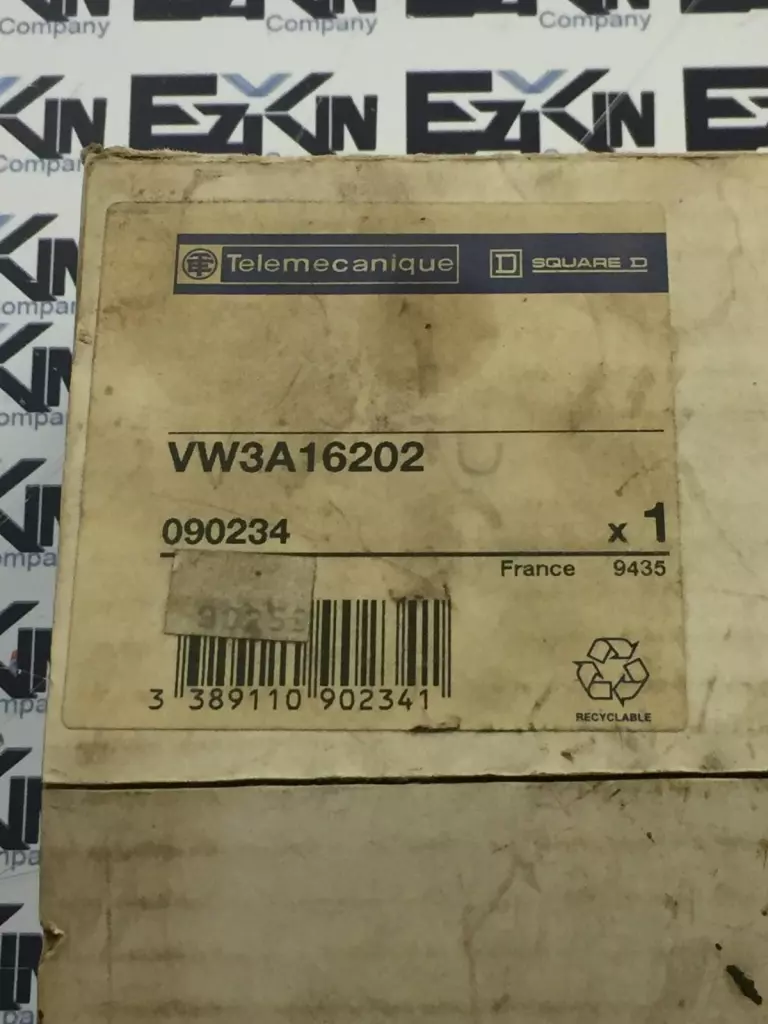 Company
Company
EZKIN
EZKIN
Company
Company
Telemecanique
D SQUARE D
VW3A16202
090234
x 1
France 9435
3 389110 902341
RECYCLABLE